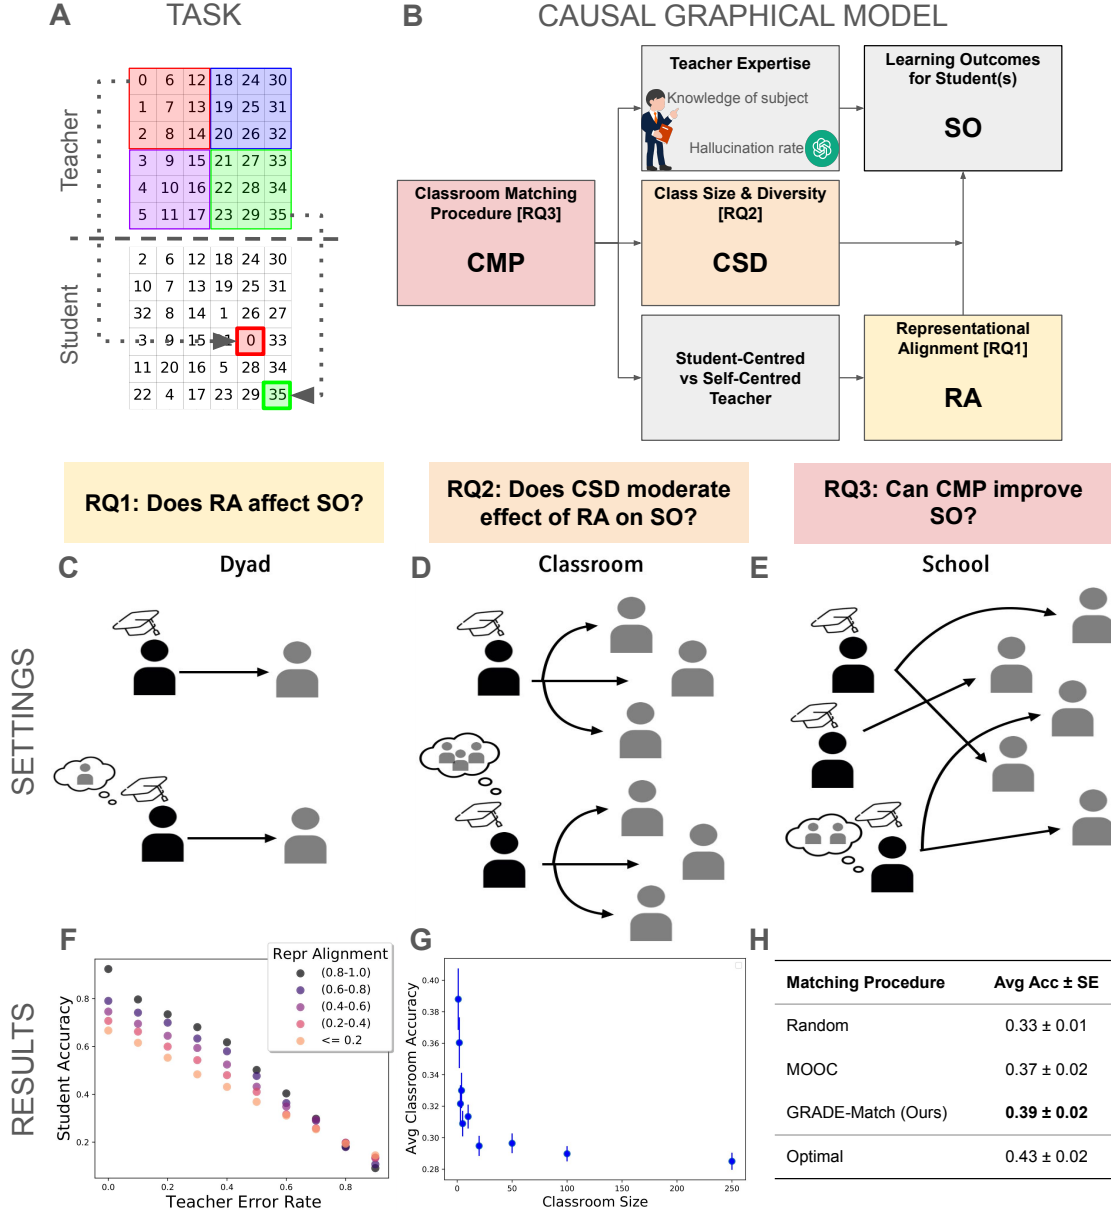 A
TASK
B
CAUSAL GRAPHICAL MODEL
Teacher
0 6 12 18 24 30
1 7 13 19 25 31
2 8 14 20 26 32
3 9 15 21 27 33
4 10 16 22 28 34
5 11 17 23 29 35
Student
2 6 12 18 24 30
10 7 13 19 25 31
32 8 14 1 26 27
3 9 15 0 33
11 20 16 5 28 34
22 4 17 23 29 35
Teacher Expertise
Knowledge of subject
Hallucination rate
Learning Outcomes
for Student(s)
SO
Classroom Matching
Procedure [RQ3]
CMP
Class Size & Diversity
[RQ2]
CSD
Student-Centred
vs Self-Centred
Teacher
Representational
Alignment [RQ1]
RA
RQ1: Does RA affect SO?
RQ2: Does CSD moderate
effect of RA on SO?
RQ3: Can CMP improve
SO?
SETTINGS
C
Dyad
D
Classroom
E
School
RESULTS
F
Repr Alignment
(0.8-1.0)
(0.6-0.8)
(0.4-0.6)
(0.2-0.4)
<= 0.2
Student Accuracy
0.8
0.6
0.4
0.2
0.0 0.2 0.4 0.6 0.8
Teacher Error Rate
G
Avg Classroom Accuracy
0.40
0.38
0.36
0.34
0.32
0.30
0.28
0 50 100 150 200 250
Classroom Size
H
Matching Procedure Avg Acc ± SE
Random 0.33 ± 0.01
MOOC 0.37 ± 0.02
GRADE-Match (Ours) 0.39 ± 0.02
Optimal 0.43 ± 0.02